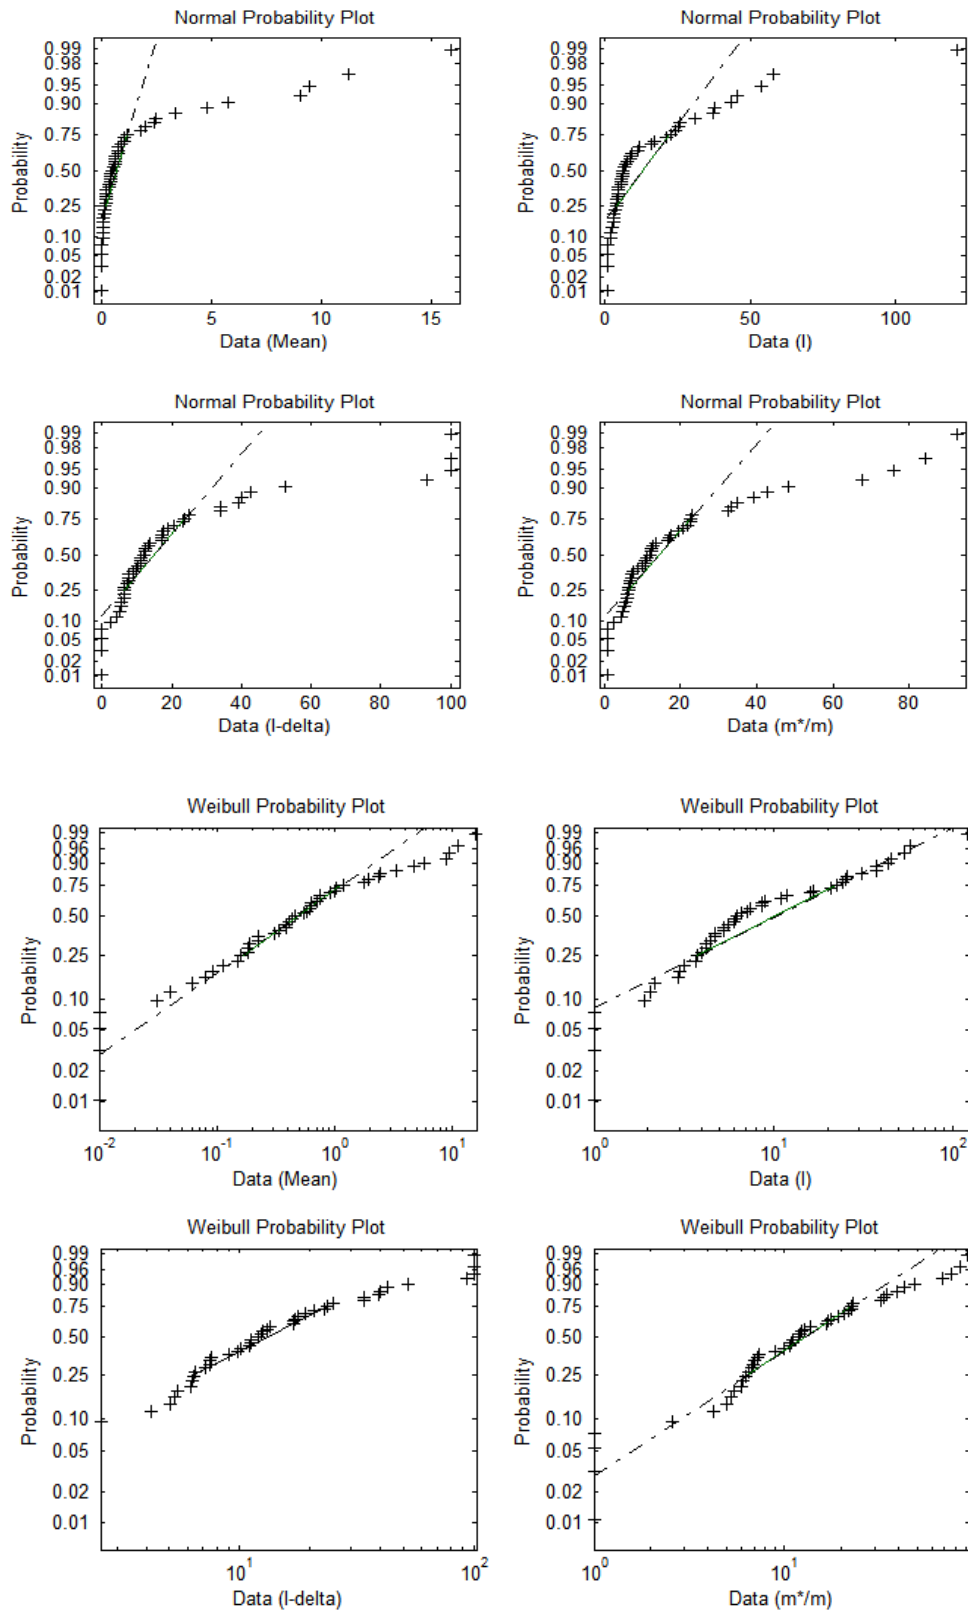 Normal Probability Plot
Normal Probability Plot
0.99
0.98
0.95
0.90
0.75
0.50
0.25
0.10
0.05
0.02
0.01
Probability
0 5 10 15
Data (Mean)
0.99
0.98
0.95
0.90
0.75
0.50
0.25
0.10
0.05
0.02
0.01
Probability
0 50 100
Data (I)
Normal Probability Plot
Normal Probability Plot
0.99
0.98
0.95
0.90
0.75
0.50
0.25
0.10
0.05
0.02
0.01
Probability
0 20 40 60 80 100
Data (I-delta)
0.99
0.98
0.95
0.90
0.75
0.50
0.25
0.10
0.05
0.02
0.01
Probability
0 20 40 60 80
Data (m*/m)
Weibull Probability Plot
Weibull Probability Plot
0.99
0.96
0.90
0.75
0.50
0.25
0.10
0.05
0.02
0.01
Probability
10⁻² 10⁻¹ 10⁰ 10¹
Data (Mean)
0.99
0.96
0.90
0.75
0.50
0.25
0.10
0.05
0.02
0.01
Probability
10⁰ 10¹ 10²
Data (I)
Weibull Probability Plot
Weibull Probability Plot
0.99
0.96
0.90
0.75
0.50
0.25
0.10
0.05
0.02
0.01
Probability
10¹ 10²
Data (I-delta)
0.99
0.96
0.90
0.75
0.50
0.25
0.10
0.05
0.02
0.01
Probability
10⁰ 10¹
Data (m*/m)